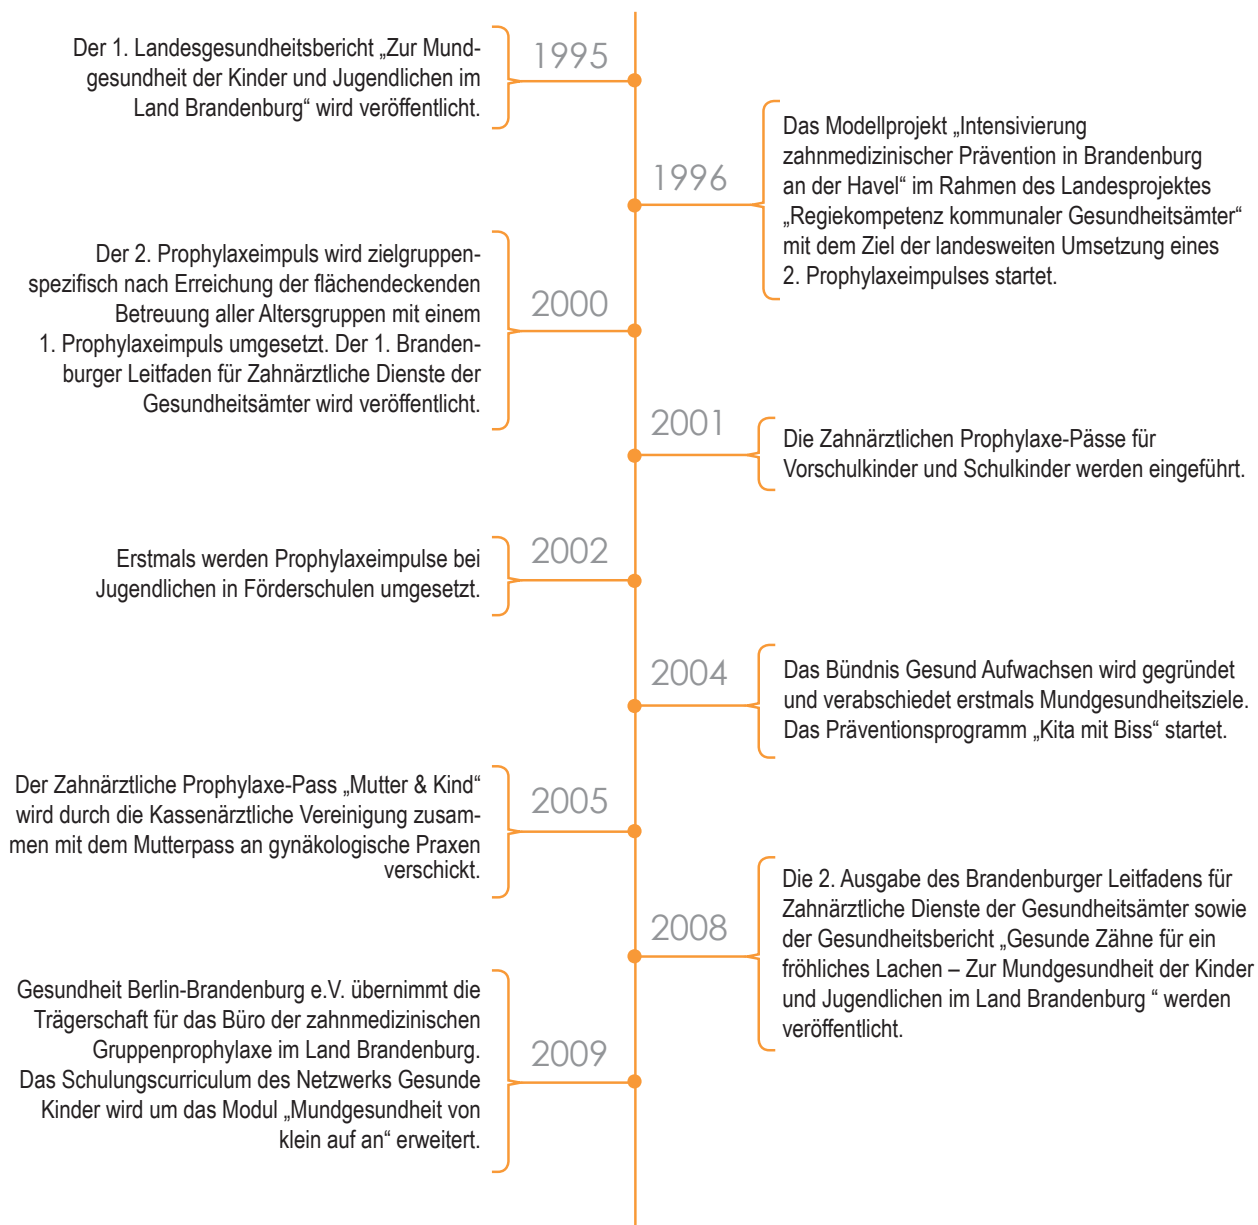 1995
Der 1. Landesgesundheitsbericht „Zur Mund-
gesundheit der Kinder und Jugendlichen im
Land Brandenburg“ wird veröffentlicht.
1996
Das Modellprojekt „Intensivierung
zahnmedizinischer Prävention in Brandenburg
an der Havel“ im Rahmen des Landesprojektes
„Regiekompetenz kommunaler Gesundheitsämter“
mit dem Ziel der landesweiten Umsetzung eines
2. Prophylaxeimpulses startet.
2000
Der 2. Prophylaxeimpuls wird zielgruppen-
spezifisch nach Erreichung der flächendeckenden
Betreuung aller Altersgruppen mit einem
1. Prophylaxeimpuls umgesetzt. Der 1. Branden-
burger Leitfaden für Zahnärztliche Dienste der
Gesundheitsämter wird veröffentlicht.
2001
Die Zahnärztlichen Prophylaxe-Pässe für
Vorschulkinder und Schulkinder werden eingeführt.
2002
Erstmals werden Prophylaxeimpulse bei
Jugendlichen in Förderschulen umgesetzt.
2004
Das Bündnis Gesund Aufwachsen wird gegründet
und verabschiedet erstmals Mundgesundheitsziele.
Das Präventionsprogramm „Kita mit Biss“ startet.
2005
Der Zahnärztliche Prophylaxe-Pass „Mutter & Kind“
wird durch die Kassenärztliche Vereinigung zusam-
men mit dem Mutterpass an gynäkologische Praxen
verschickt.
2008
Die 2. Ausgabe des Brandenburger Leitfadens für
Zahnärztliche Dienste der Gesundheitsämter sowie
der Gesundheitsbericht „Gesunde Zähne für ein
fröhliches Lachen – Zur Mundgesundheit der Kinder
und Jugendlichen im Land Brandenburg “ werden
veröffentlicht.
2009
Gesundheit Berlin-Brandenburg e.V. übernimmt die
Trägerschaft für das Büro der zahnmedizinischen
Gruppenprophylaxe im Land Brandenburg.
Das Schulungscurriculum des Netzwerks Gesunde
Kinder wird um das Modul „Mundgesundheit von
klein auf an“ erweitert.